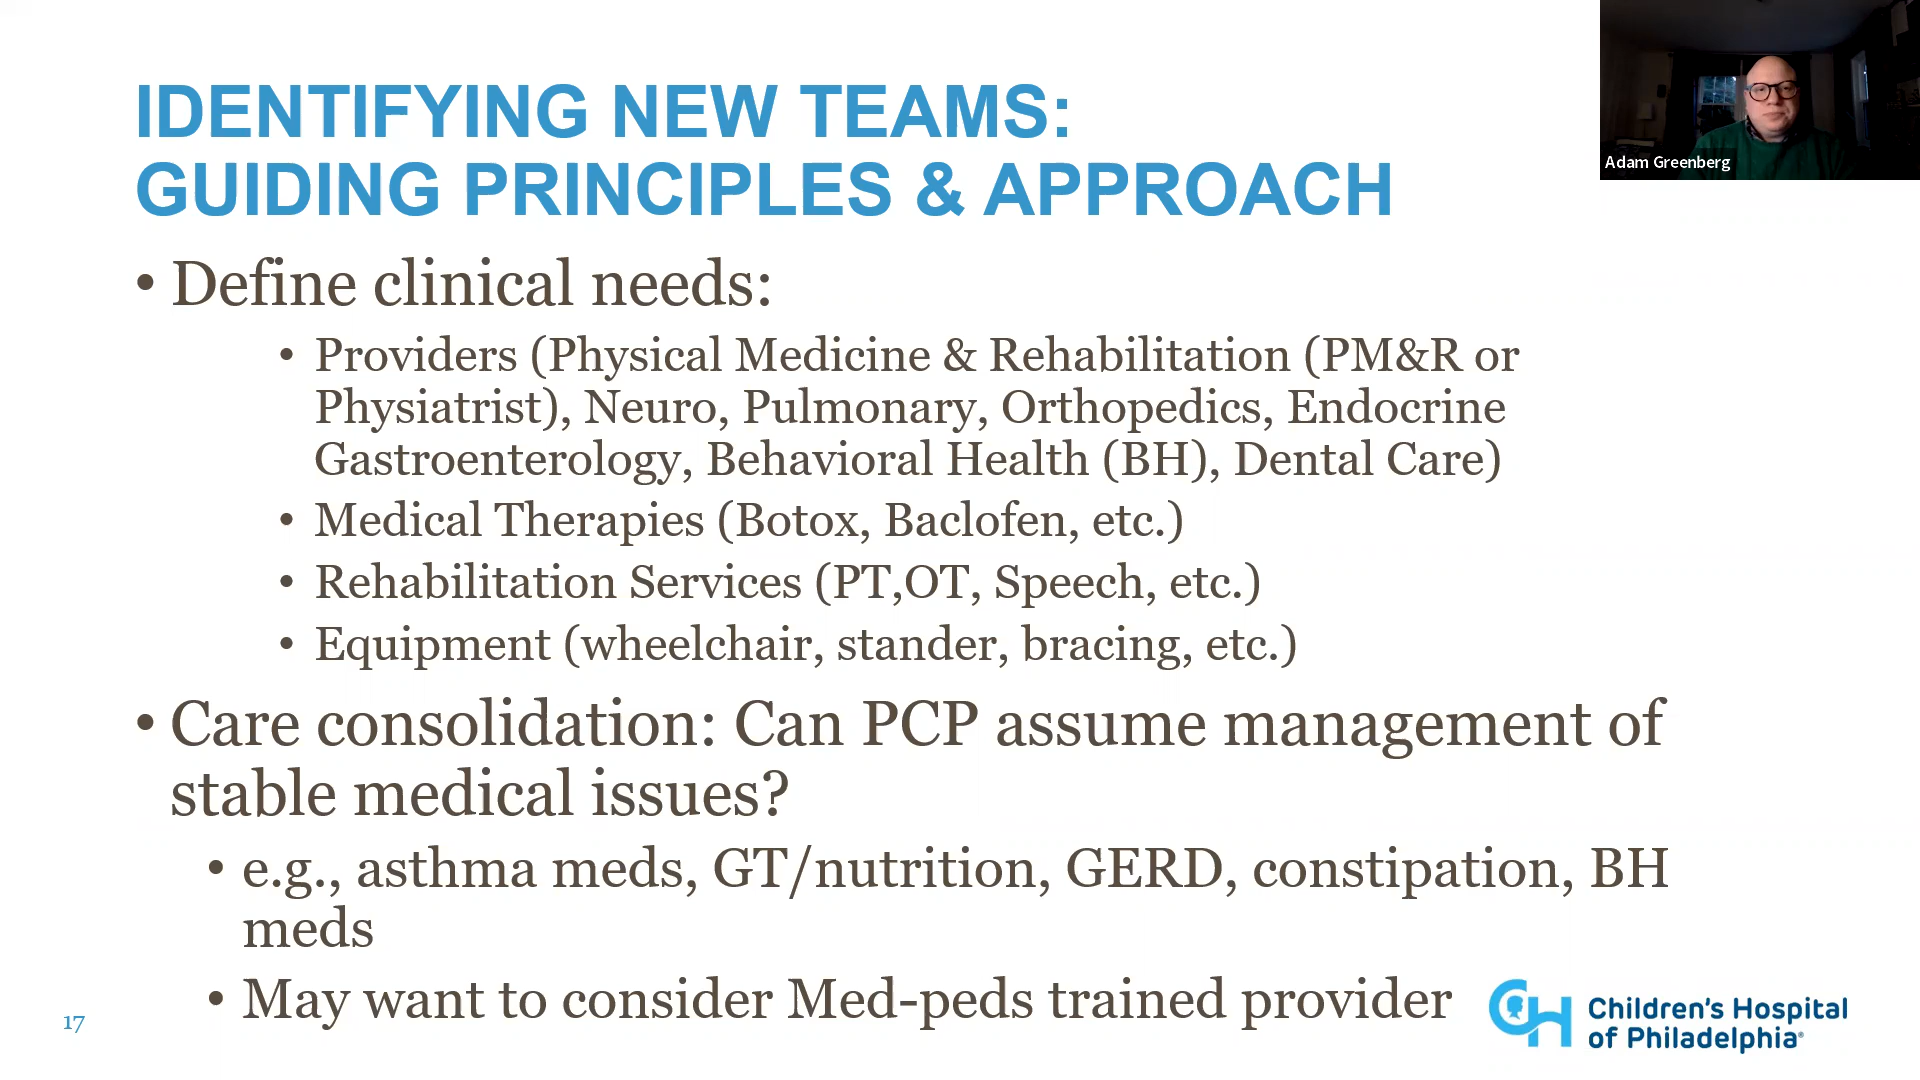 IDENTIFYING NEW TEAMS:
GUIDING PRINCIPLES & APPROACH
Adam Greenberg
• Define clinical needs:
• Providers (Physical Medicine & Rehabilitation (PM&R or
Physiatrist), Neuro, Pulmonary, Orthopedics, Endocrine
Gastroenterology, Behavioral Health (BH), Dental Care)
• Medical Therapies (Botox, Baclofen, etc.)
• Rehabilitation Services (PT,OT, Speech, etc.)
• Equipment (wheelchair, stander, bracing, etc.)
• Care consolidation: Can PCP assume management of
stable medical issues?
• e.g., asthma meds, GT/nutrition, GERD, constipation, BH
meds
• May want to consider Med-peds trained provider
17
CH Children's Hospital
of Philadelphia®